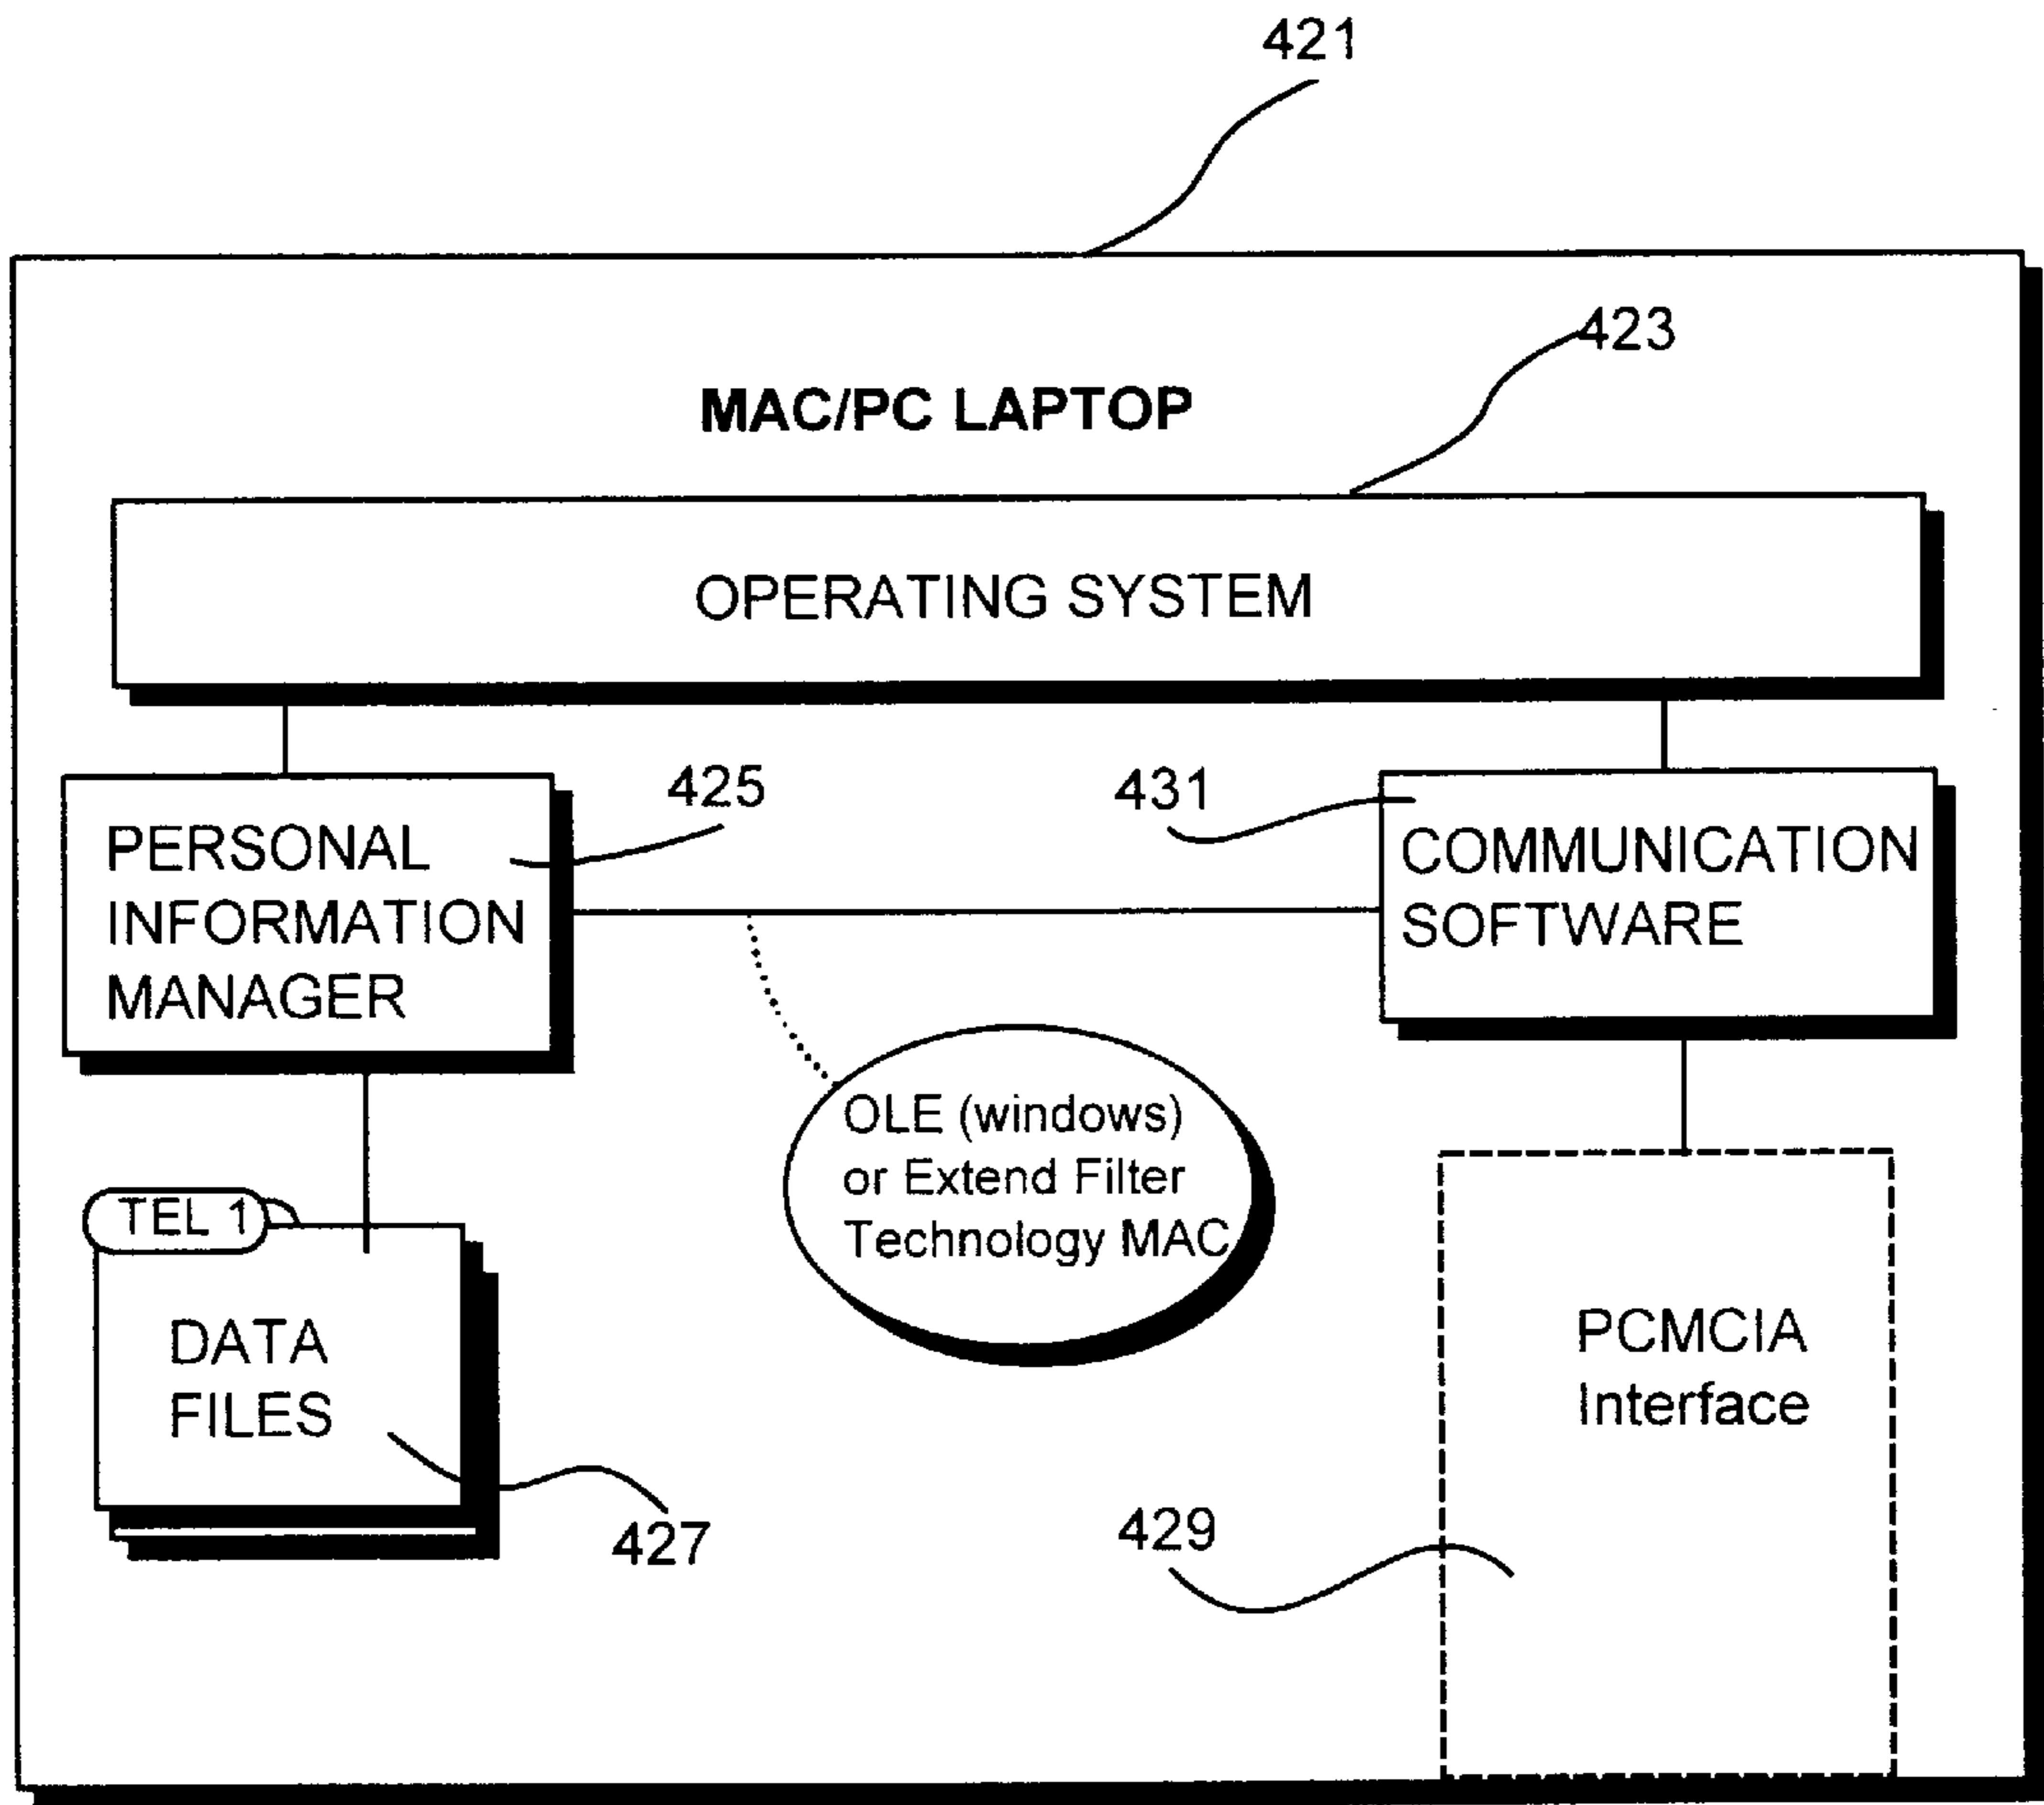 421
423
MAC/PC LAPTOP
OPERATING SYSTEM
425
431
PERSONAL
INFORMATION
MANAGER
COMMUNICATION
SOFTWARE
OLE (windows)
or Extend Filter
Technology MAC
TEL 1
DATA
FILES
427
PCMCIA
Interface
429